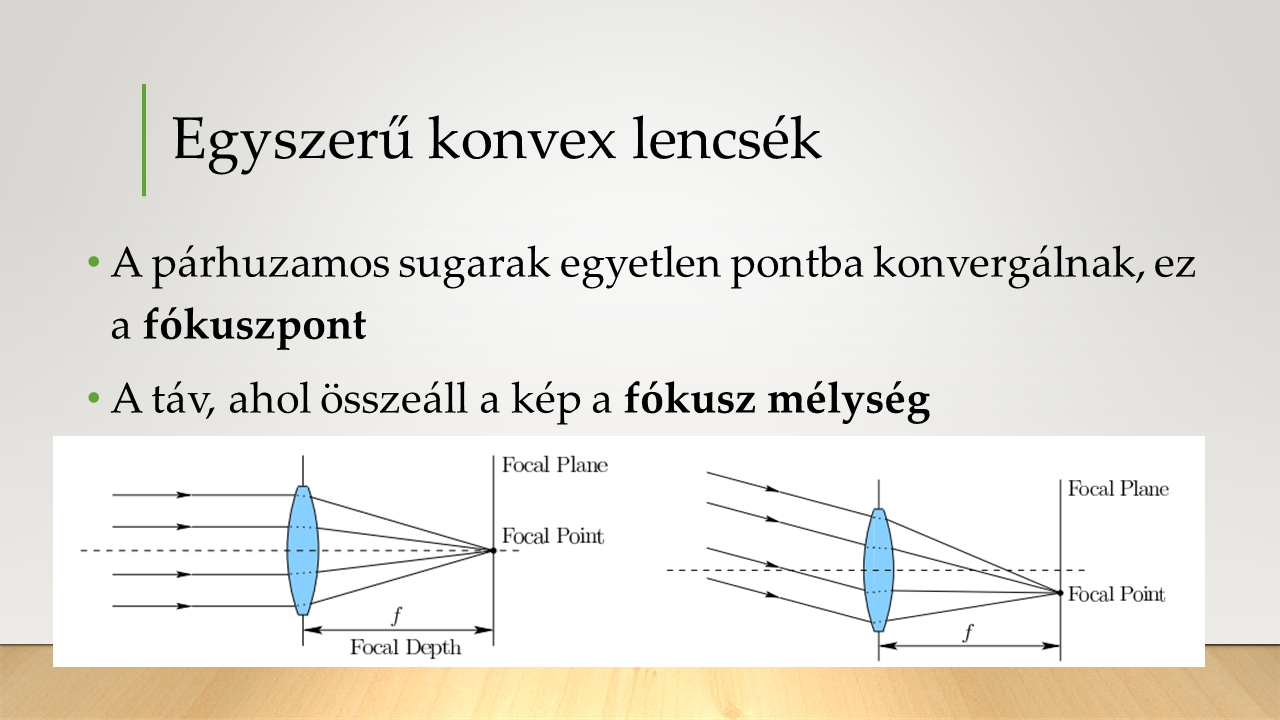 Egyszerű konvex lencsék
• A párhuzamos sugarak egyetlen pontba konvergálnak, ez
a fókuszpont
• A táv, ahol összeáll a kép a fókusz mélység
Focal Plane
Focal Point
f
Focal Depth
Focal Plane
Focal Point
f